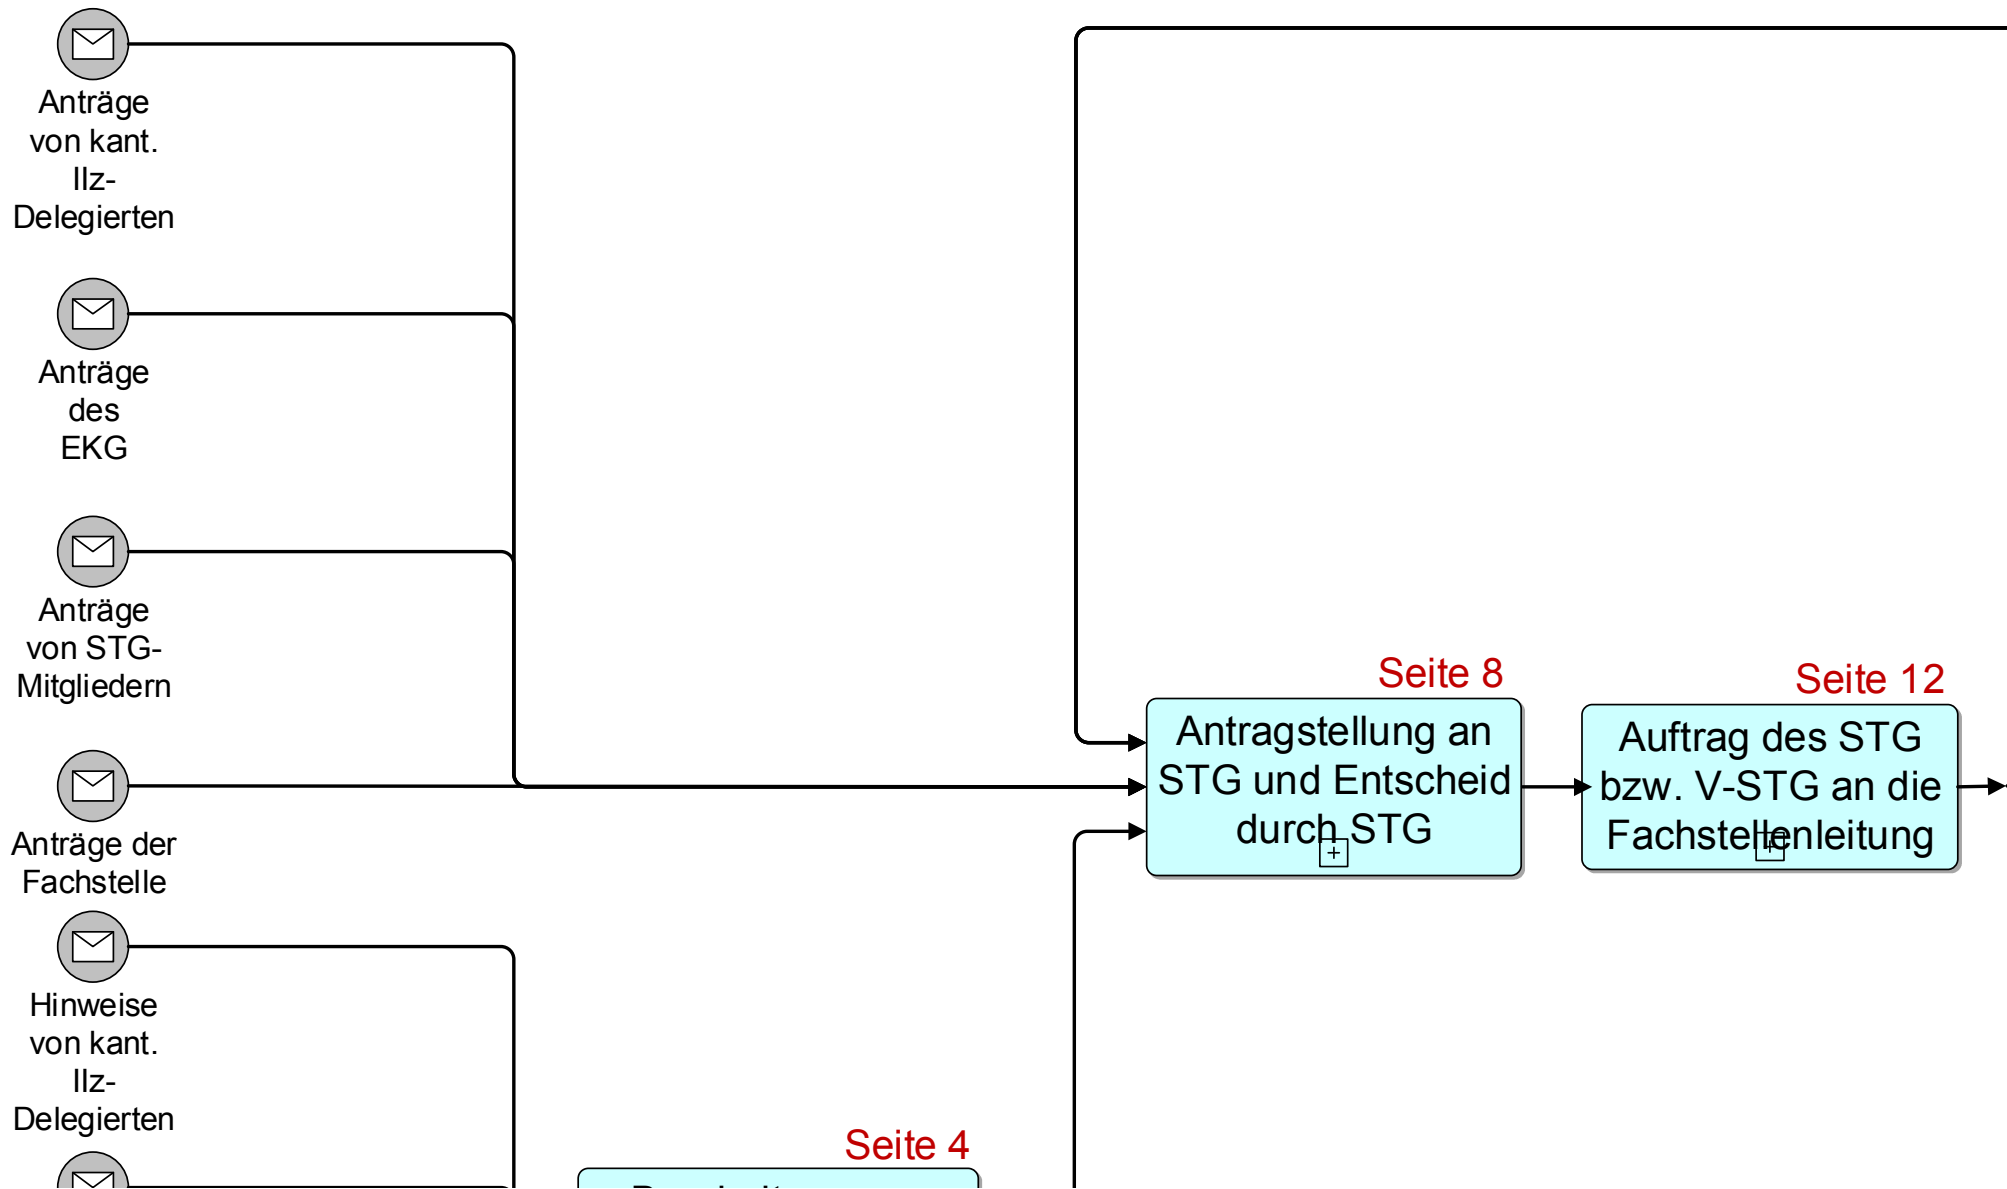 Anträge
von kant.
IIz-
Delegierten
Anträge
des
EKG
Anträge
von STG-
Mitgliedern
Anträge der
Fachstelle
Hinweise
von kant.
IIz-
Delegierten
Seite 8
Antragstellung an
STG und Entscheid
durch STG
Seite 12
Auftrag des STG
bzw. V-STG an die
Fachstellenleitung
Seite 4